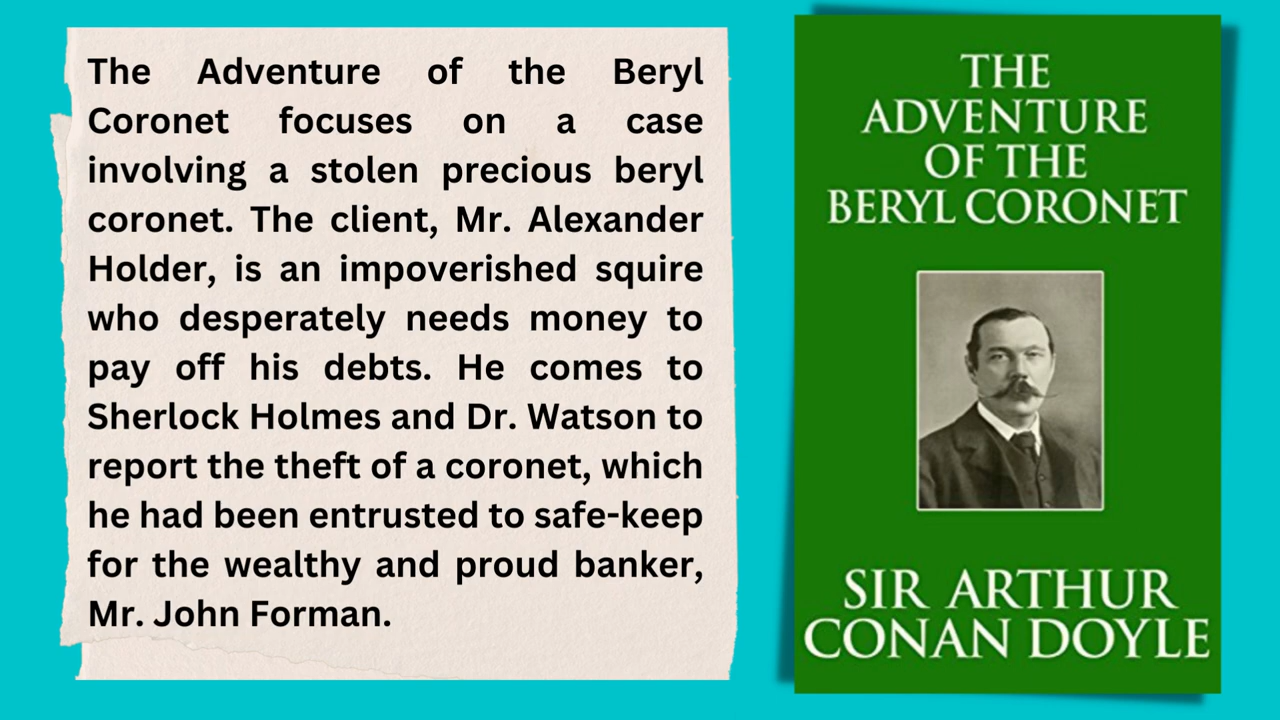 The Adventure of the Beryl
Coronet focuses on a case
involving a stolen precious beryl
coronet. The client, Mr. Alexander
Holder, is an impoverished squire
who desperately needs money to
pay off his debts. He comes to
Sherlock Holmes and Dr. Watson to
report the theft of a coronet, which
he had been entrusted to safe-keep
for the wealthy and proud banker,
Mr. John Forman.
THE
ADVENTURE
OF THE
BERYL CORONET
SIR ARTHUR
CONAN DOYLE